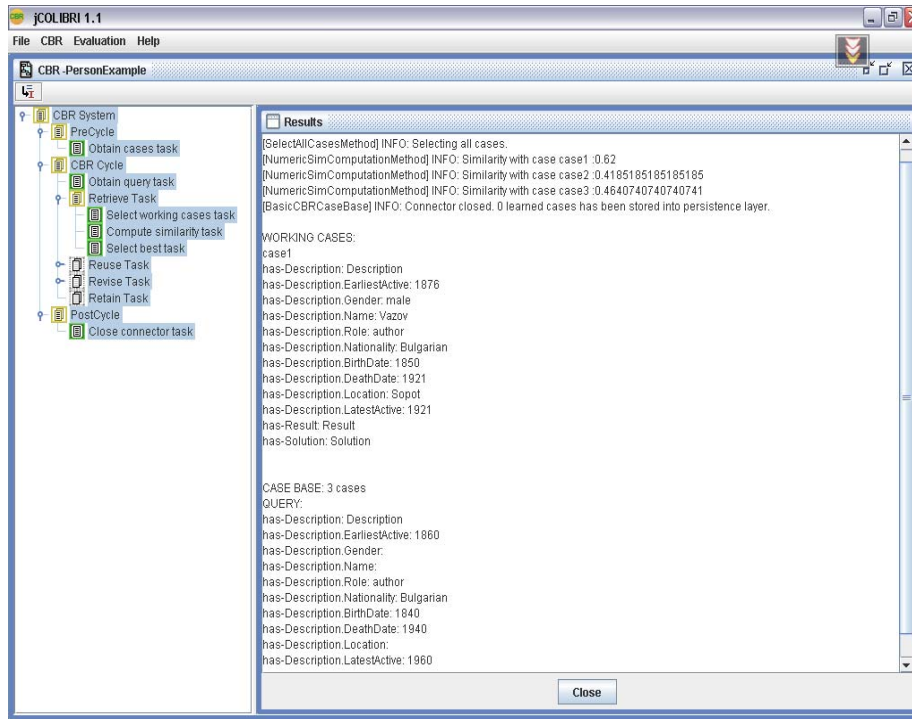 jCOLIBRI 1.1
File CBR Evaluation Help
CBR -PersonExample
CBR System
PreCycle
Obtain cases task
CBR Cycle
Obtain query task
Retrieve Task
Select working cases task
Compute similarity task
Select best task
Reuse Task
Revise Task
Retain Task
PostCycle
Close connector task
Results
[SelectAllCasesMethod] INFO: Selecting all cases.
[NumericSimComputationMethod] INFO: Similarity with case case1 :0.62
[NumericSimComputationMethod] INFO: Similarity with case case2 :0.4185185185185185
[NumericSimComputationMethod] INFO: Similarity with case case3 :0.4640740740740741
[BasicCBRCaseBase] INFO: Connector closed. 0 learned cases has been stored into persistence layer.
WORKING CASES:
case1
has-Description: Description
has-Description.EarliestActive: 1876
has-Description.Gender: male
has-Description.Name: Vazov
has-Description.Role: author
has-Description.Nationality: Bulgarian
has-Description.BirthDate: 1850
has-Description.DeathDate: 1921
has-Description.Location: Sopot
has-Description.LatestActive: 1921
has-Result: Result
has-Solution: Solution
CASE BASE: 3 cases
QUERY:
has-Description: Description
has-Description.EarliestActive: 1860
has-Description.Gender:
has-Description.Name:
has-Description.Role: author
has-Description.Nationality: Bulgarian
has-Description.BirthDate: 1840
has-Description.DeathDate: 1940
has-Description.Location:
has-Description.LatestActive: 1960
Close